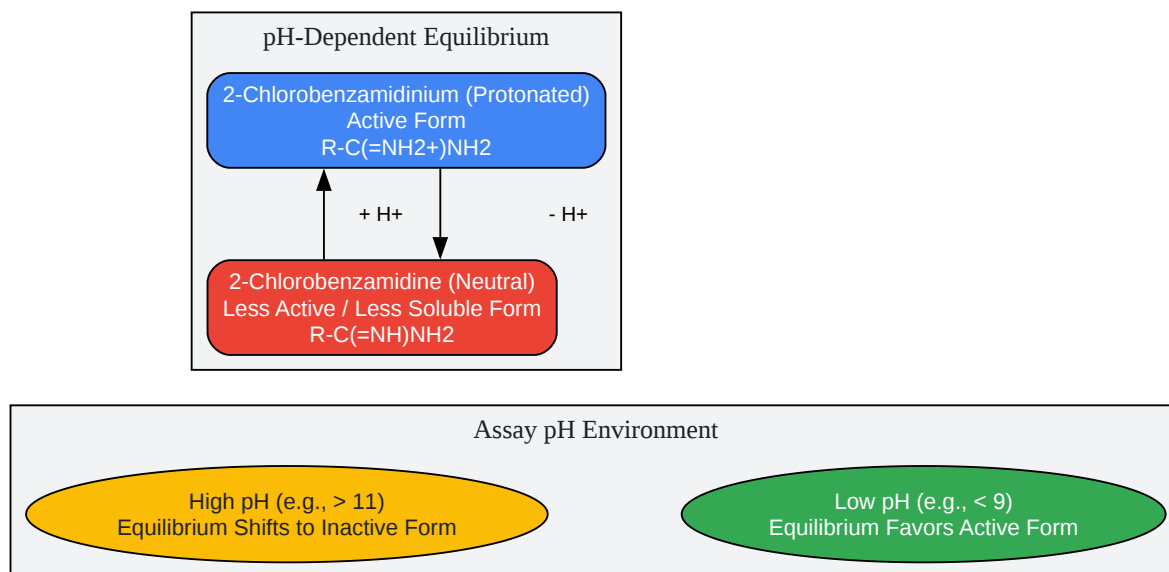 pH-Dependent Equilibrium
2-Chlorobenzamidinium (Protonated)
Active Form
R-C(=NH2+)NH2
+ H+
- H+
2-Chlorobenzamidine (Neutral)
Less Active / Less Soluble Form
R-C(=NH)NH2
Assay pH Environment
High pH (e.g., > 11)
Equilibrium Shifts to Inactive Form
Low pH (e.g., < 9)
Equilibrium Favors Active Form